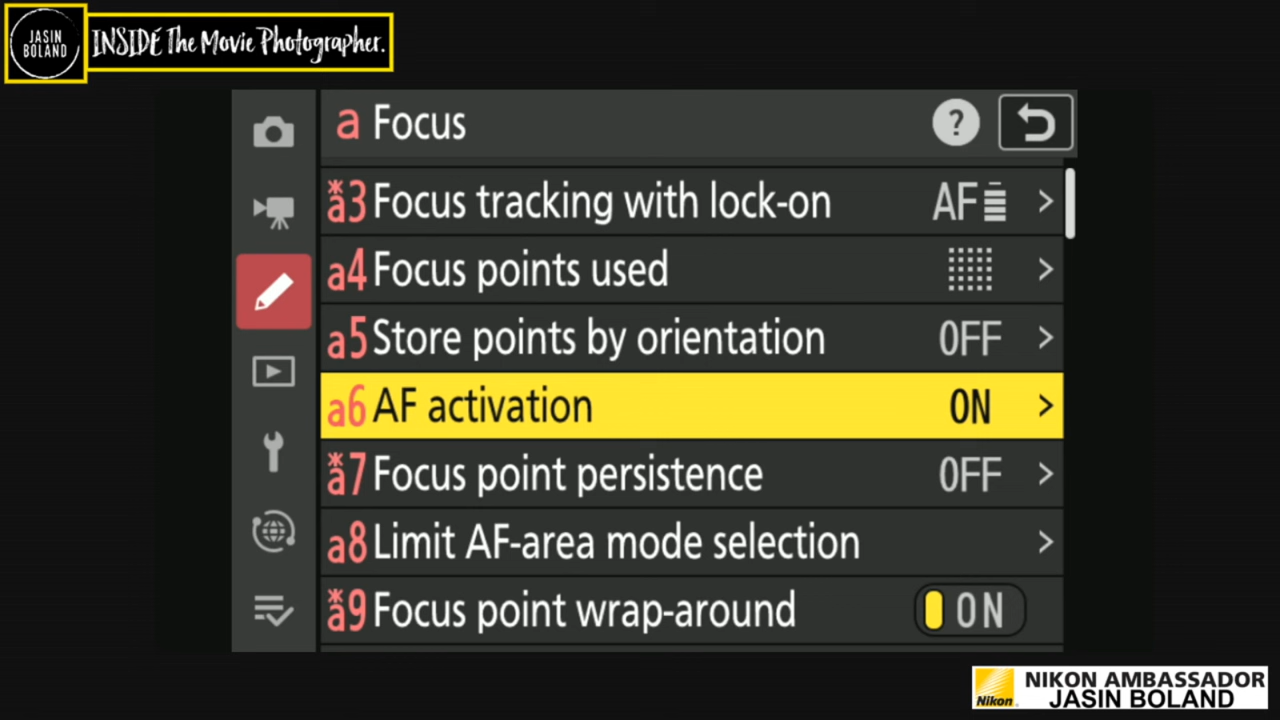 JASIN
BOLAND
INSIDE The Movie Photographer.
a Focus ?
*a3 Focus tracking with lock-on AF >
a4 Focus points used >
a5 Store points by orientation OFF >
a6 AF activation ON >
*a7 Focus point persistence OFF >
a8 Limit AF-area mode selection >
*a9 Focus point wrap-around ON
Nikon
NIKON AMBASSADOR
JASIN BOLAND